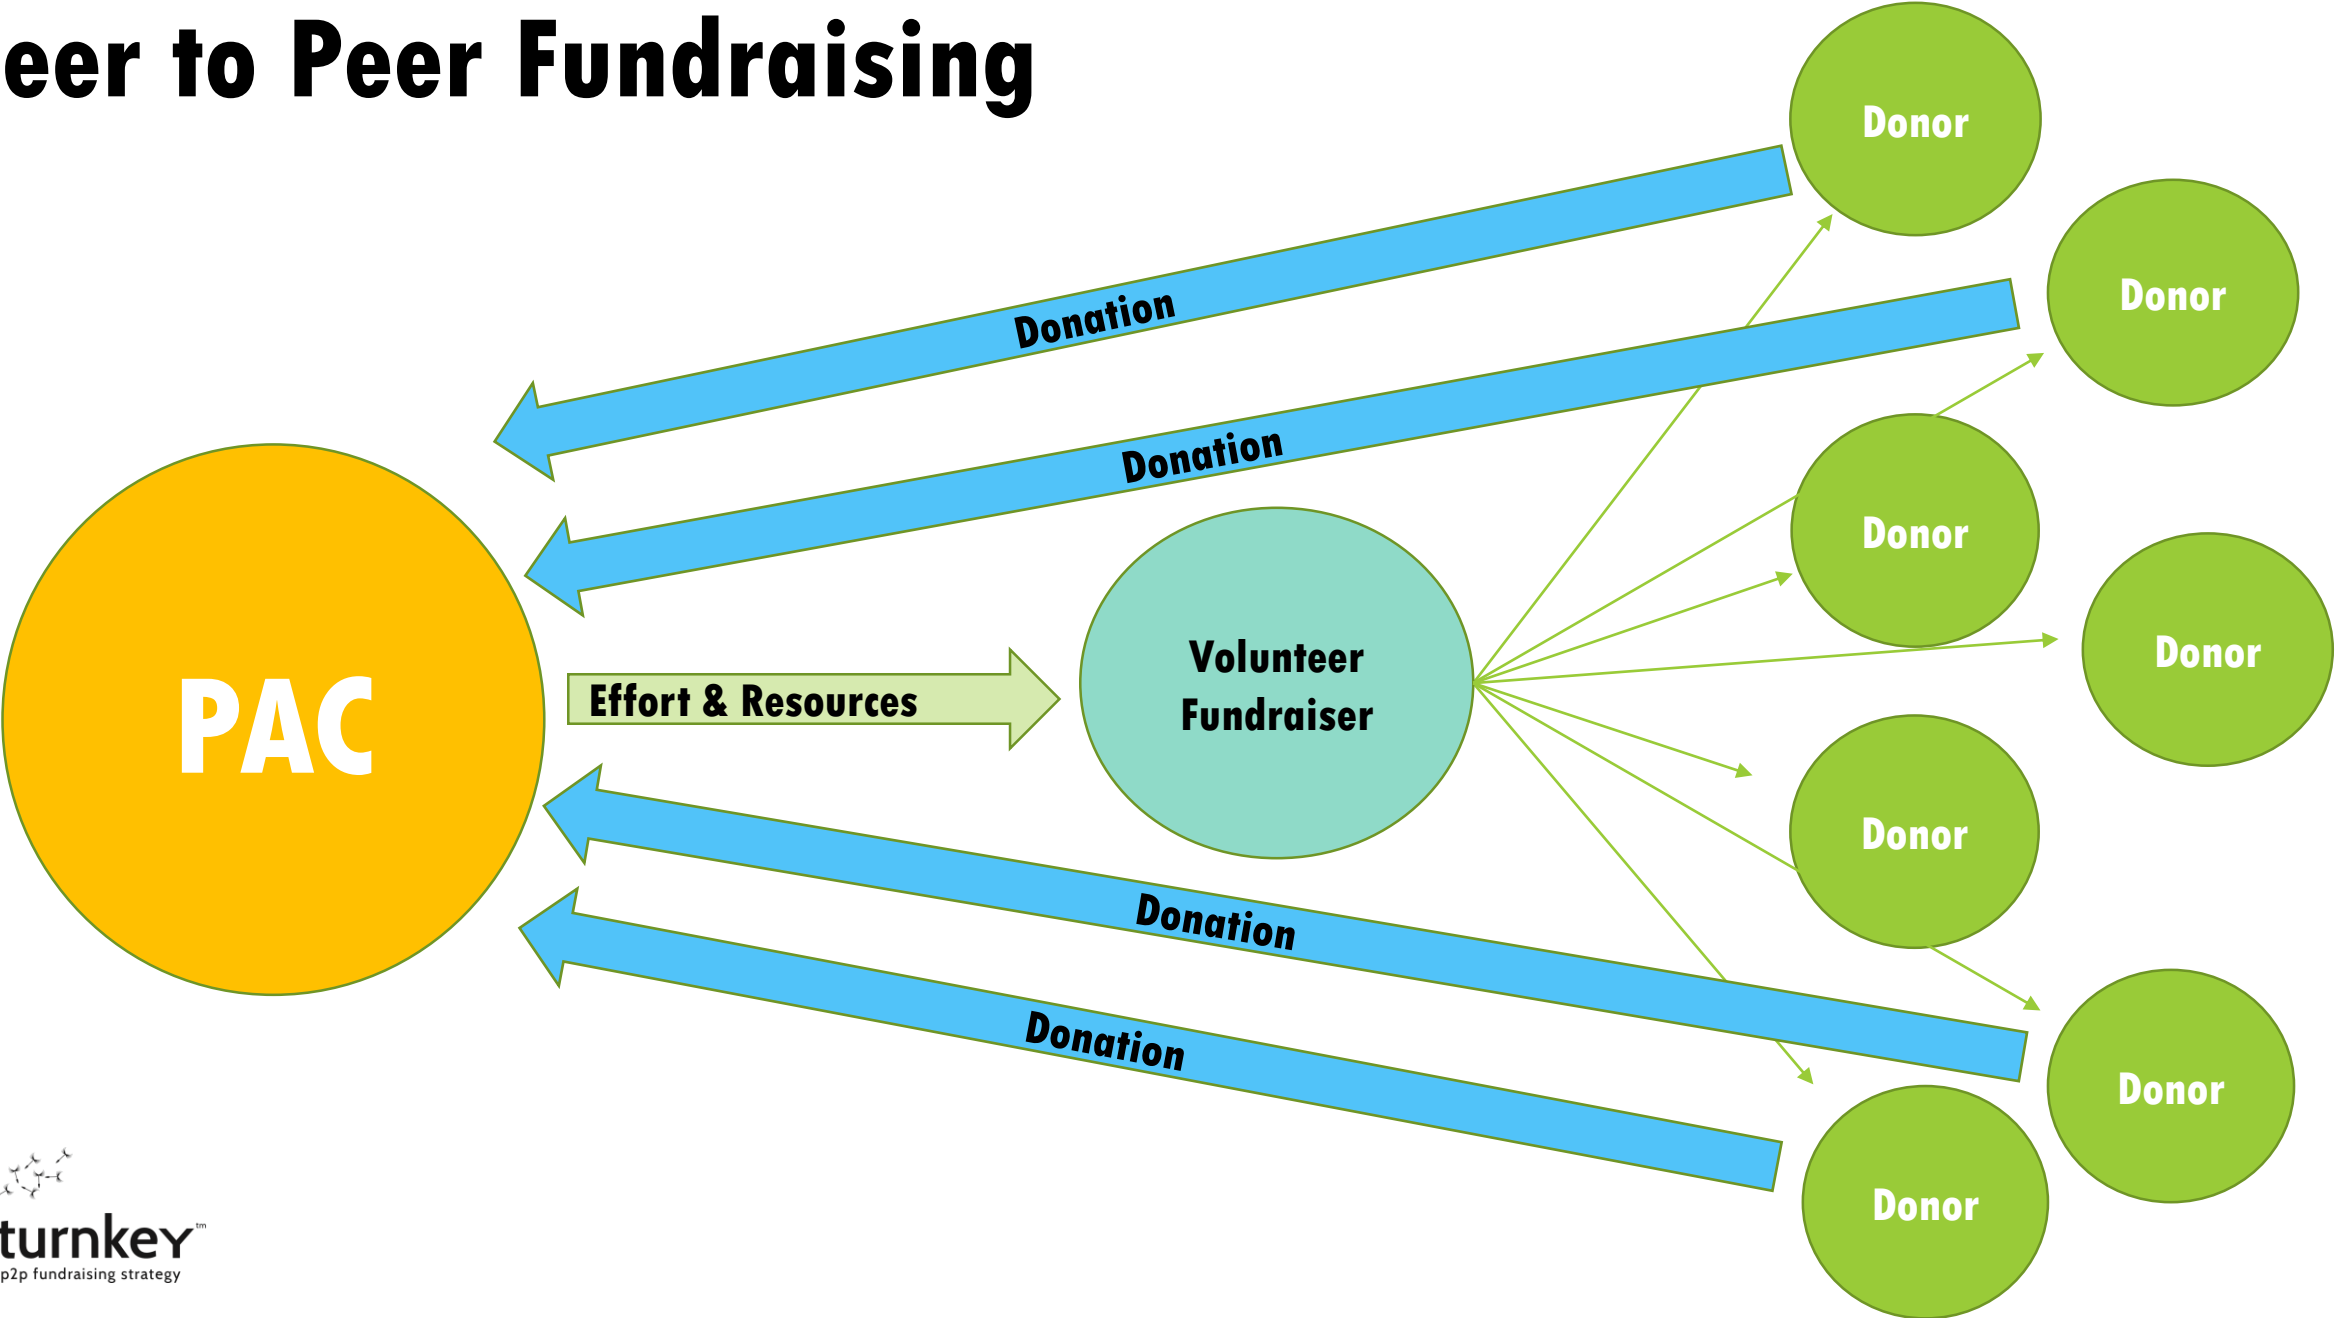 eer to Peer Fundraising
Donor
Donor
Donation
Donation
Donor
Donor
Volunteer
Fundraiser
PAC
Effort & Resources
Donor
Donation
Donation
Donor
Donor
turnkey™
p2p fundraising strategy